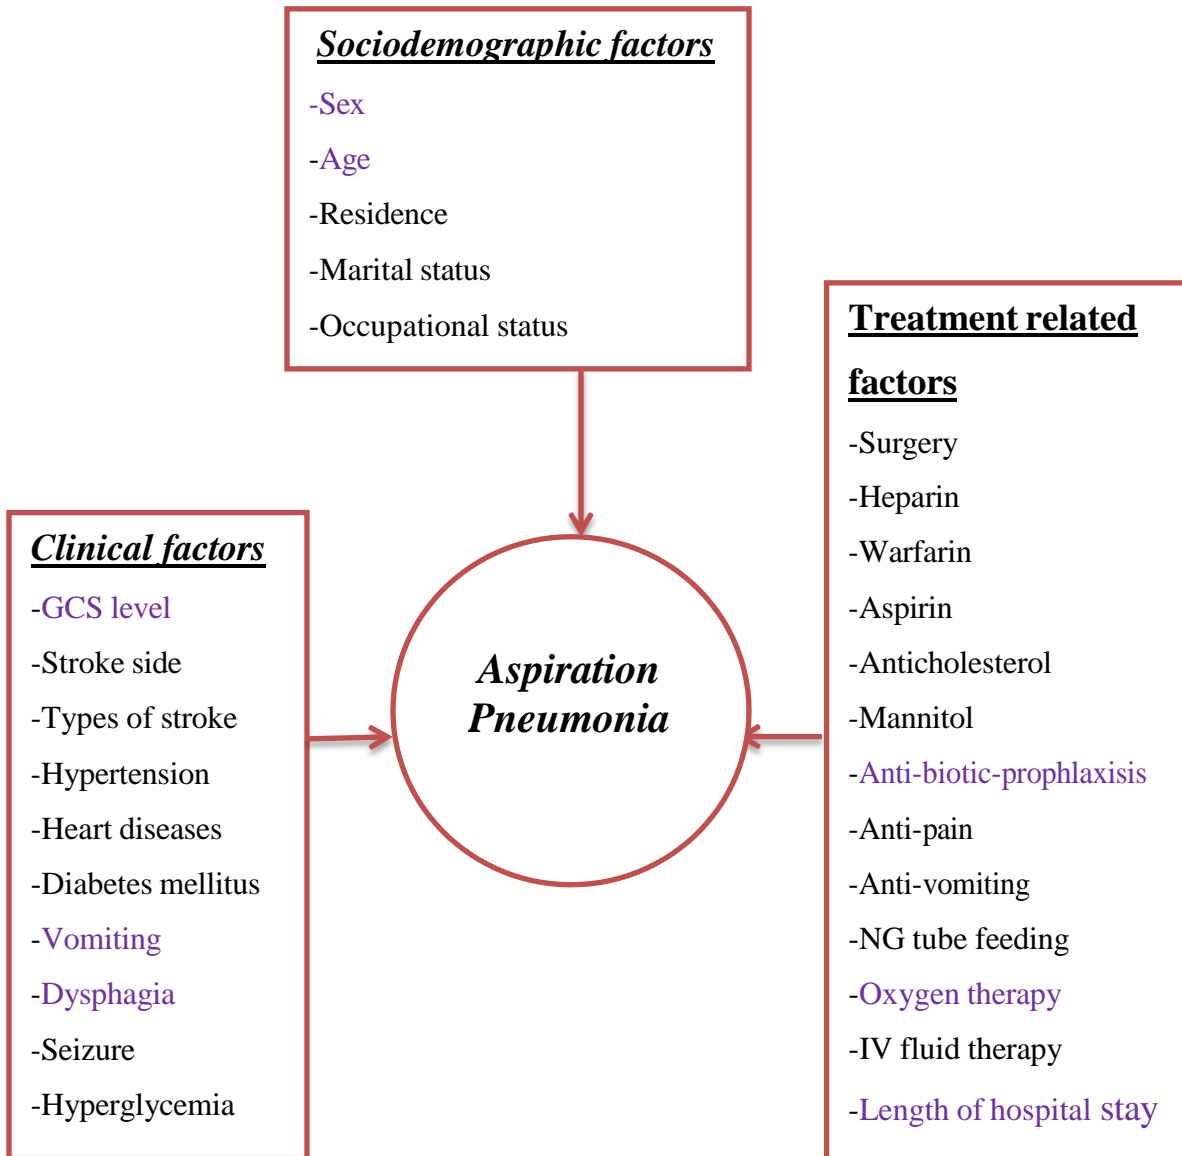 Sociodemographic factors
-Sex
-Age
-Residence
-Marital status
-Occupational status
Treatment related
factors
-Surgery
-Heparin
-Warfarin
-Aspirin
-Anticholesterol
-Mannitol
-Anti-biotic-prophlaxisis
-Anti-pain
-Anti-vomiting
-NG tube feeding
-Oxygen therapy
-IV fluid therapy
-Length of hospital stay
Clinical factors
-GCS level
-Stroke side
-Types of stroke
-Hypertension
-Heart diseases
-Diabetes mellitus
-Vomiting
-Dysphagia
-Seizure
-Hyperglycemia
Aspiration
Pneumonia